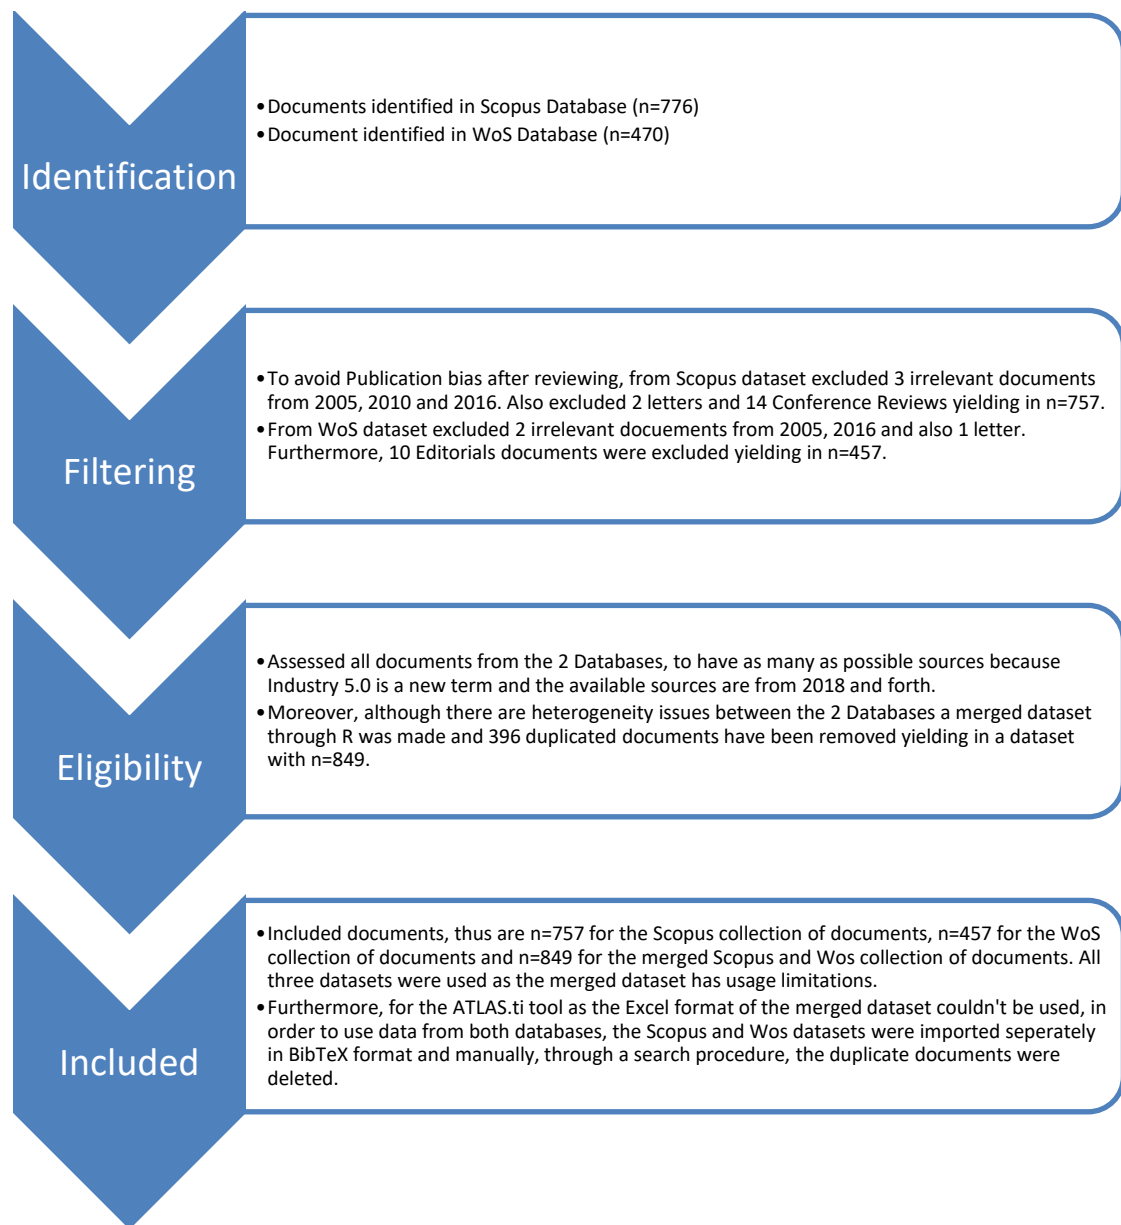 Identification
•Documents identified in Scopus Database (n=776)
•Document identified in WoS Database (n=470)
Filtering
•To avoid Publication bias after reviewing, from Scopus dataset excluded 3 irrelevant documents
from 2005, 2010 and 2016. Also excluded 2 letters and 14 Conference Reviews yielding in n=757.
•From WoS dataset excluded 2 irrelevant docuements from 2005, 2016 and also 1 letter.
Furthermore, 10 Editorials documents were excluded yielding in n=457.
Eligibility
•Assessed all documents from the 2 Databases, to have as many as possible sources because
Industry 5.0 is a new term and the available sources are from 2018 and forth.
•Moreover, although there are heterogeneity issues between the 2 Databases a merged dataset
through R was made and 396 duplicated documents have been removed yielding in a dataset
with n=849.
Included
•Included documents, thus are n=757 for the Scopus collection of documents, n=457 for the WoS
collection of documents and n=849 for the merged Scopus and Wos collection of documents. All
three datasets were used as the merged dataset has usage limitations.
•Furthermore, for the ATLAS.ti tool as the Excel format of the merged dataset couldn't be used, in
order to use data from both databases, the Scopus and Wos datasets were imported seperately
in BibTeX format and manually, through a search procedure, the duplicate documents were
deleted.